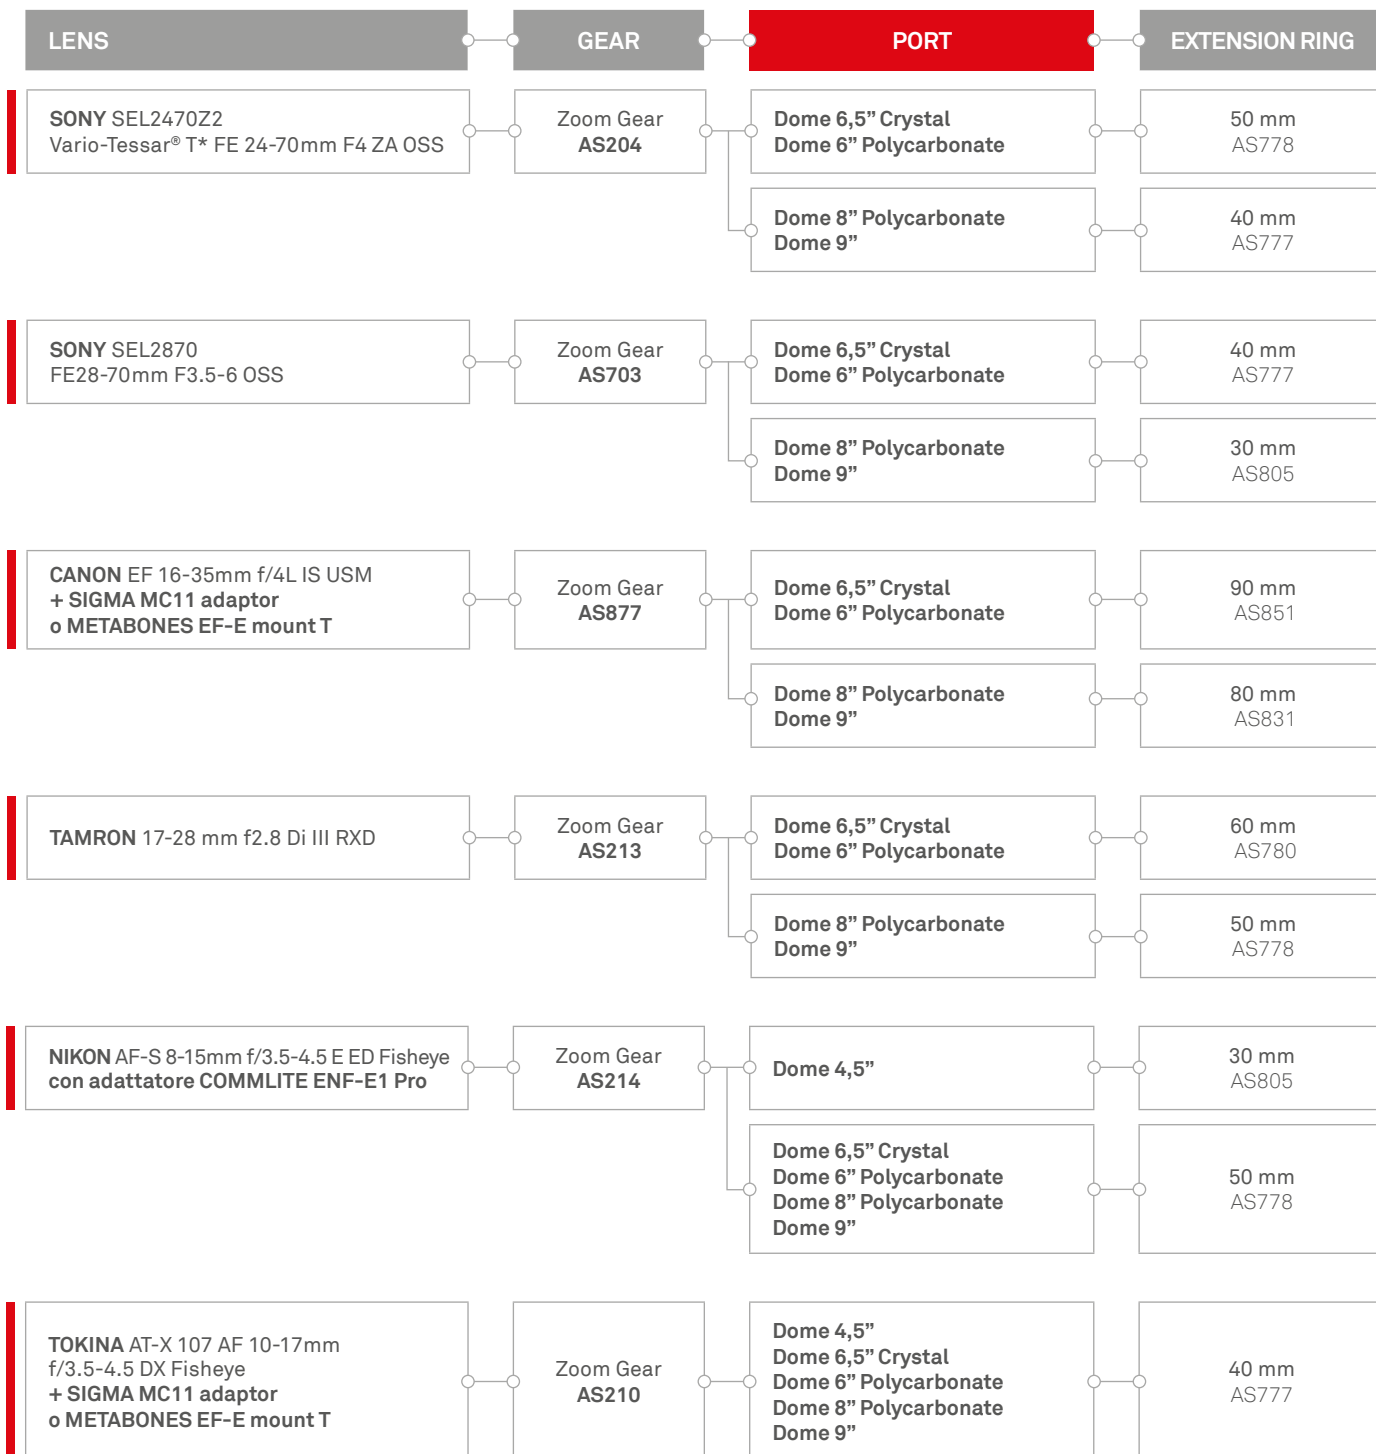 LENS GEAR PORT EXTENSION RING
SONY SEL2470Z2
Vario-Tessar® T* FE 24-70mm F4 ZA OSS
Zoom Gear
AS204
Dome 6,5” Crystal
Dome 6” Polycarbonate
50 mm
AS778
Dome 8” Polycarbonate
Dome 9”
40 mm
AS777
SONY SEL2870
FE28-70mm F3.5-6 OSS
Zoom Gear
AS703
Dome 6,5” Crystal
Dome 6” Polycarbonate
40 mm
AS777
Dome 8” Polycarbonate
Dome 9”
30 mm
AS805
CANON EF 16-35mm f/4L IS USM
+ SIGMA MC11 adaptor
o METABONES EF-E mount T
Zoom Gear
AS877
Dome 6,5” Crystal
Dome 6” Polycarbonate
90 mm
AS851
Dome 8” Polycarbonate
Dome 9”
80 mm
AS831
TAMRON 17-28 mm f2.8 Di III RXD
Zoom Gear
AS213
Dome 6,5” Crystal
Dome 6” Polycarbonate
60 mm
AS780
Dome 8” Polycarbonate
Dome 9”
50 mm
AS778
NIKON AF-S 8-15mm f/3.5-4.5 E ED Fisheye
con adattatore COMMLITE ENF-E1 Pro
Zoom Gear
AS214
Dome 4,5”
30 mm
AS805
Dome 6,5” Crystal
Dome 6” Polycarbonate
Dome 8” Polycarbonate
Dome 9”
50 mm
AS778
TOKINA AT-X 107 AF 10-17mm
f/3.5-4.5 DX Fisheye
+ SIGMA MC11 adaptor
o METABONES EF-E mount T
Zoom Gear
AS210
Dome 4,5”
Dome 6,5” Crystal
Dome 6” Polycarbonate
Dome 8” Polycarbonate
Dome 9”
40 mm
AS777